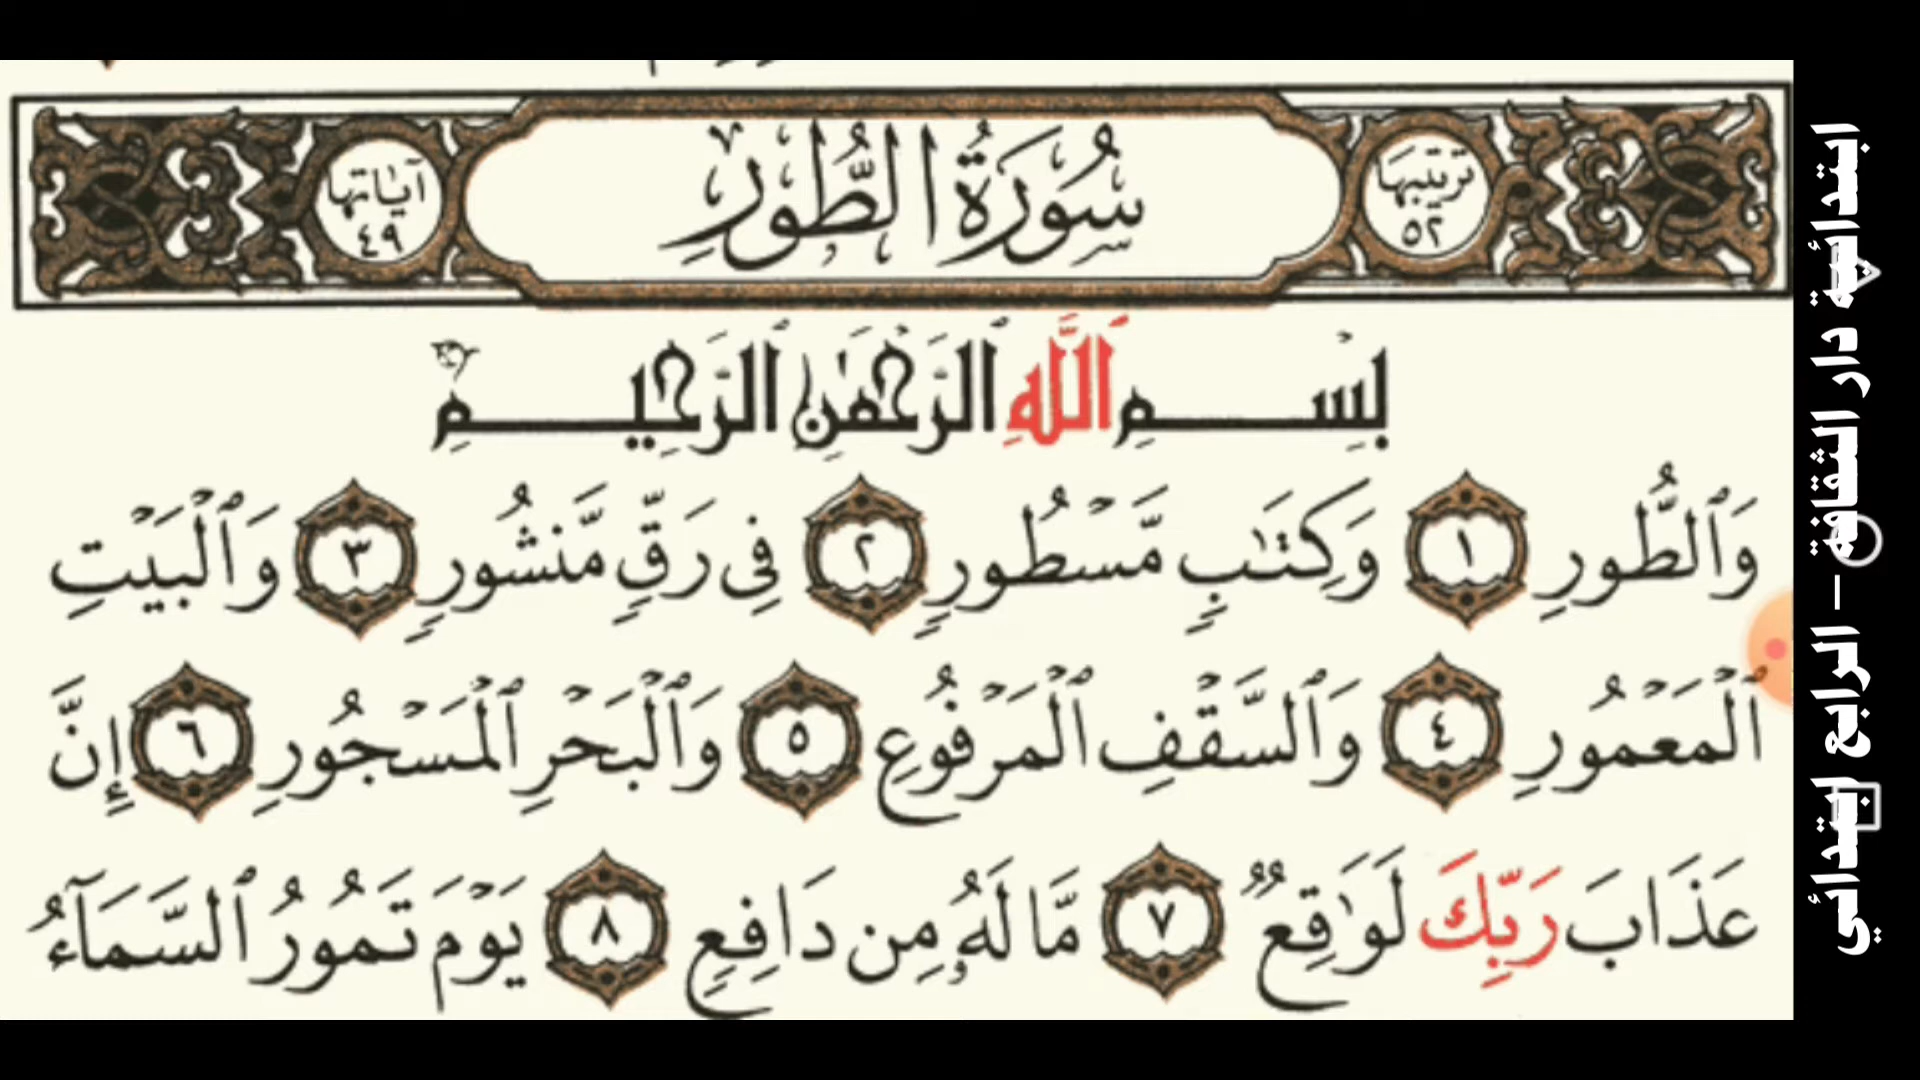 ترتيبها ٥٢
سُورَةُ الطُّورِ
آياتها ٤٩
بِسْمِ ٱللَّهِ ٱلرَّحْمَٰنِ ٱلرَّحِيمِ
وَٱلطُّورِ ١ وَكِتَٰبٍ مَّسْطُورٍ ٢ فِى رَقٍّ مَّنشُورٍ ٣ وَٱلْبَيْتِ
ٱلْمَعْمُورِ ٤ وَٱلسَّقْفِ ٱلْمَرْفُوعِ ٥ وَٱلْبَحْرِ ٱلْمَسْجُورِ ٦ إِنَّ
عَذَابَ رَبِّكَ لَوَٰقِعٌ ٧ مَّا لَهُۥ مِن دَافِعٍ ٨ يَوْمَ تَمُورُ ٱلسَّمَآءُ
ابتدائية دار الثقافة – الرابع ابتدائي